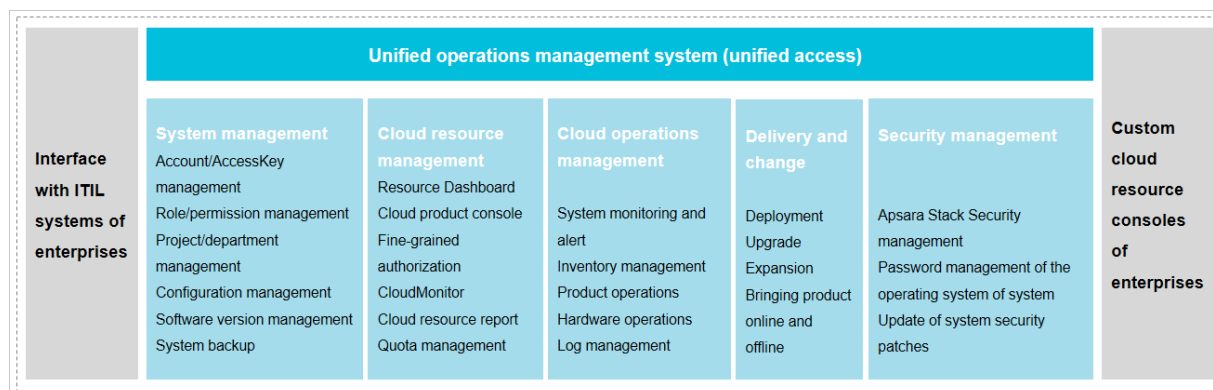 Unified operations management system (unified access)
Interface
with ITIL
systems of
enterprises
System management
Account/AccessKey
management
Role/permission management
Project/department
management
Configuration management
Software version management
System backup
Cloud resource
management
Resource Dashboard
Cloud product console
Fine-grained
authorization
CloudMonitor
Cloud resource report
Quota management
Cloud operations
management
System monitoring and
alert
Inventory management
Product operations
Hardware operations
Log management
Delivery and
change
Deployment
Upgrade
Expansion
Bringing product
online and
offline
Security management
Apsara Stack Security
management
Password management of the
operating system of system
Update of system security
patches
Custom
cloud
resource
consoles
of
enterprises